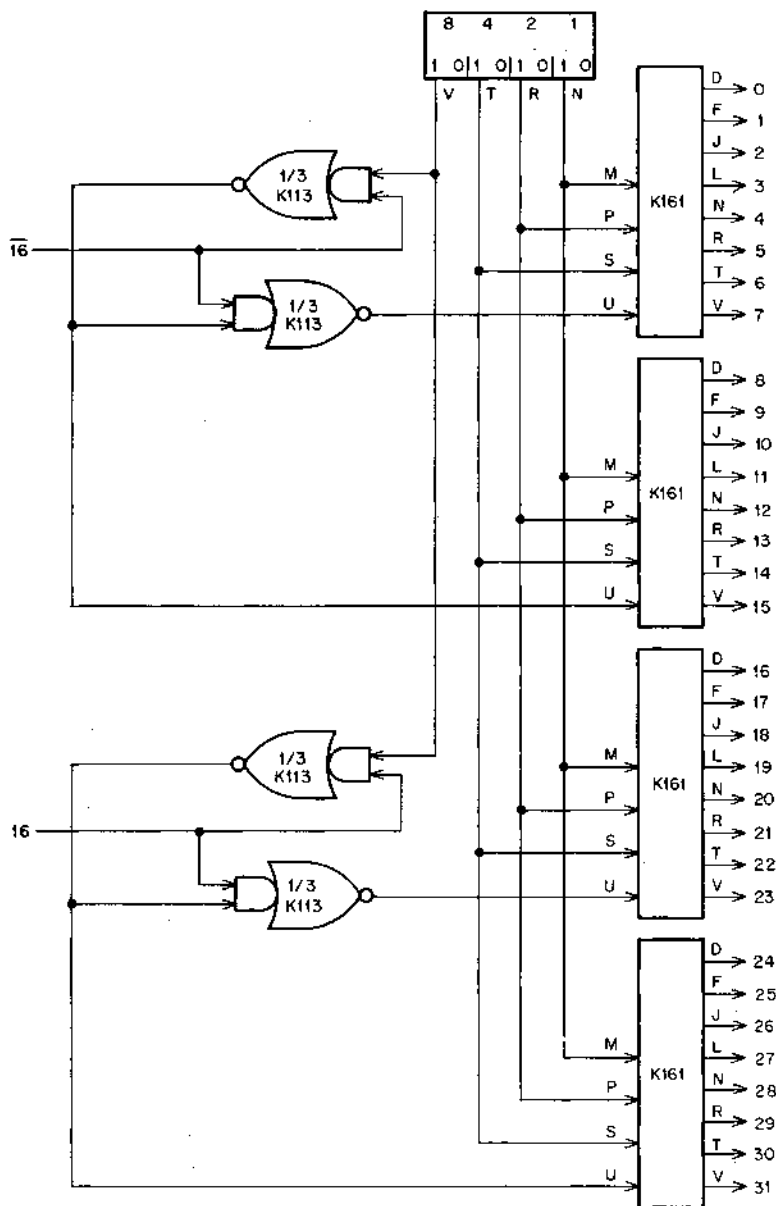 8 4 2 1
1 0 1 0 1 0 1 0
V T R N
1/3
K113
16
1/3
K113
M
P
S
U
K161
D 0
F 1
J 2
L 3
N 4
R 5
T 6
V 7
M
P
S
U
K161
D 8
F 9
J 10
L 11
N 12
R 13
T 14
V 15
1/3
K113
16
1/3
K113
M
P
S
U
K161
D 16
F 17
J 18
L 19
N 20
R 21
T 22
V 23
M
P
S
U
K161
D 24
F 25
J 26
L 27
N 28
R 29
T 30
V 31